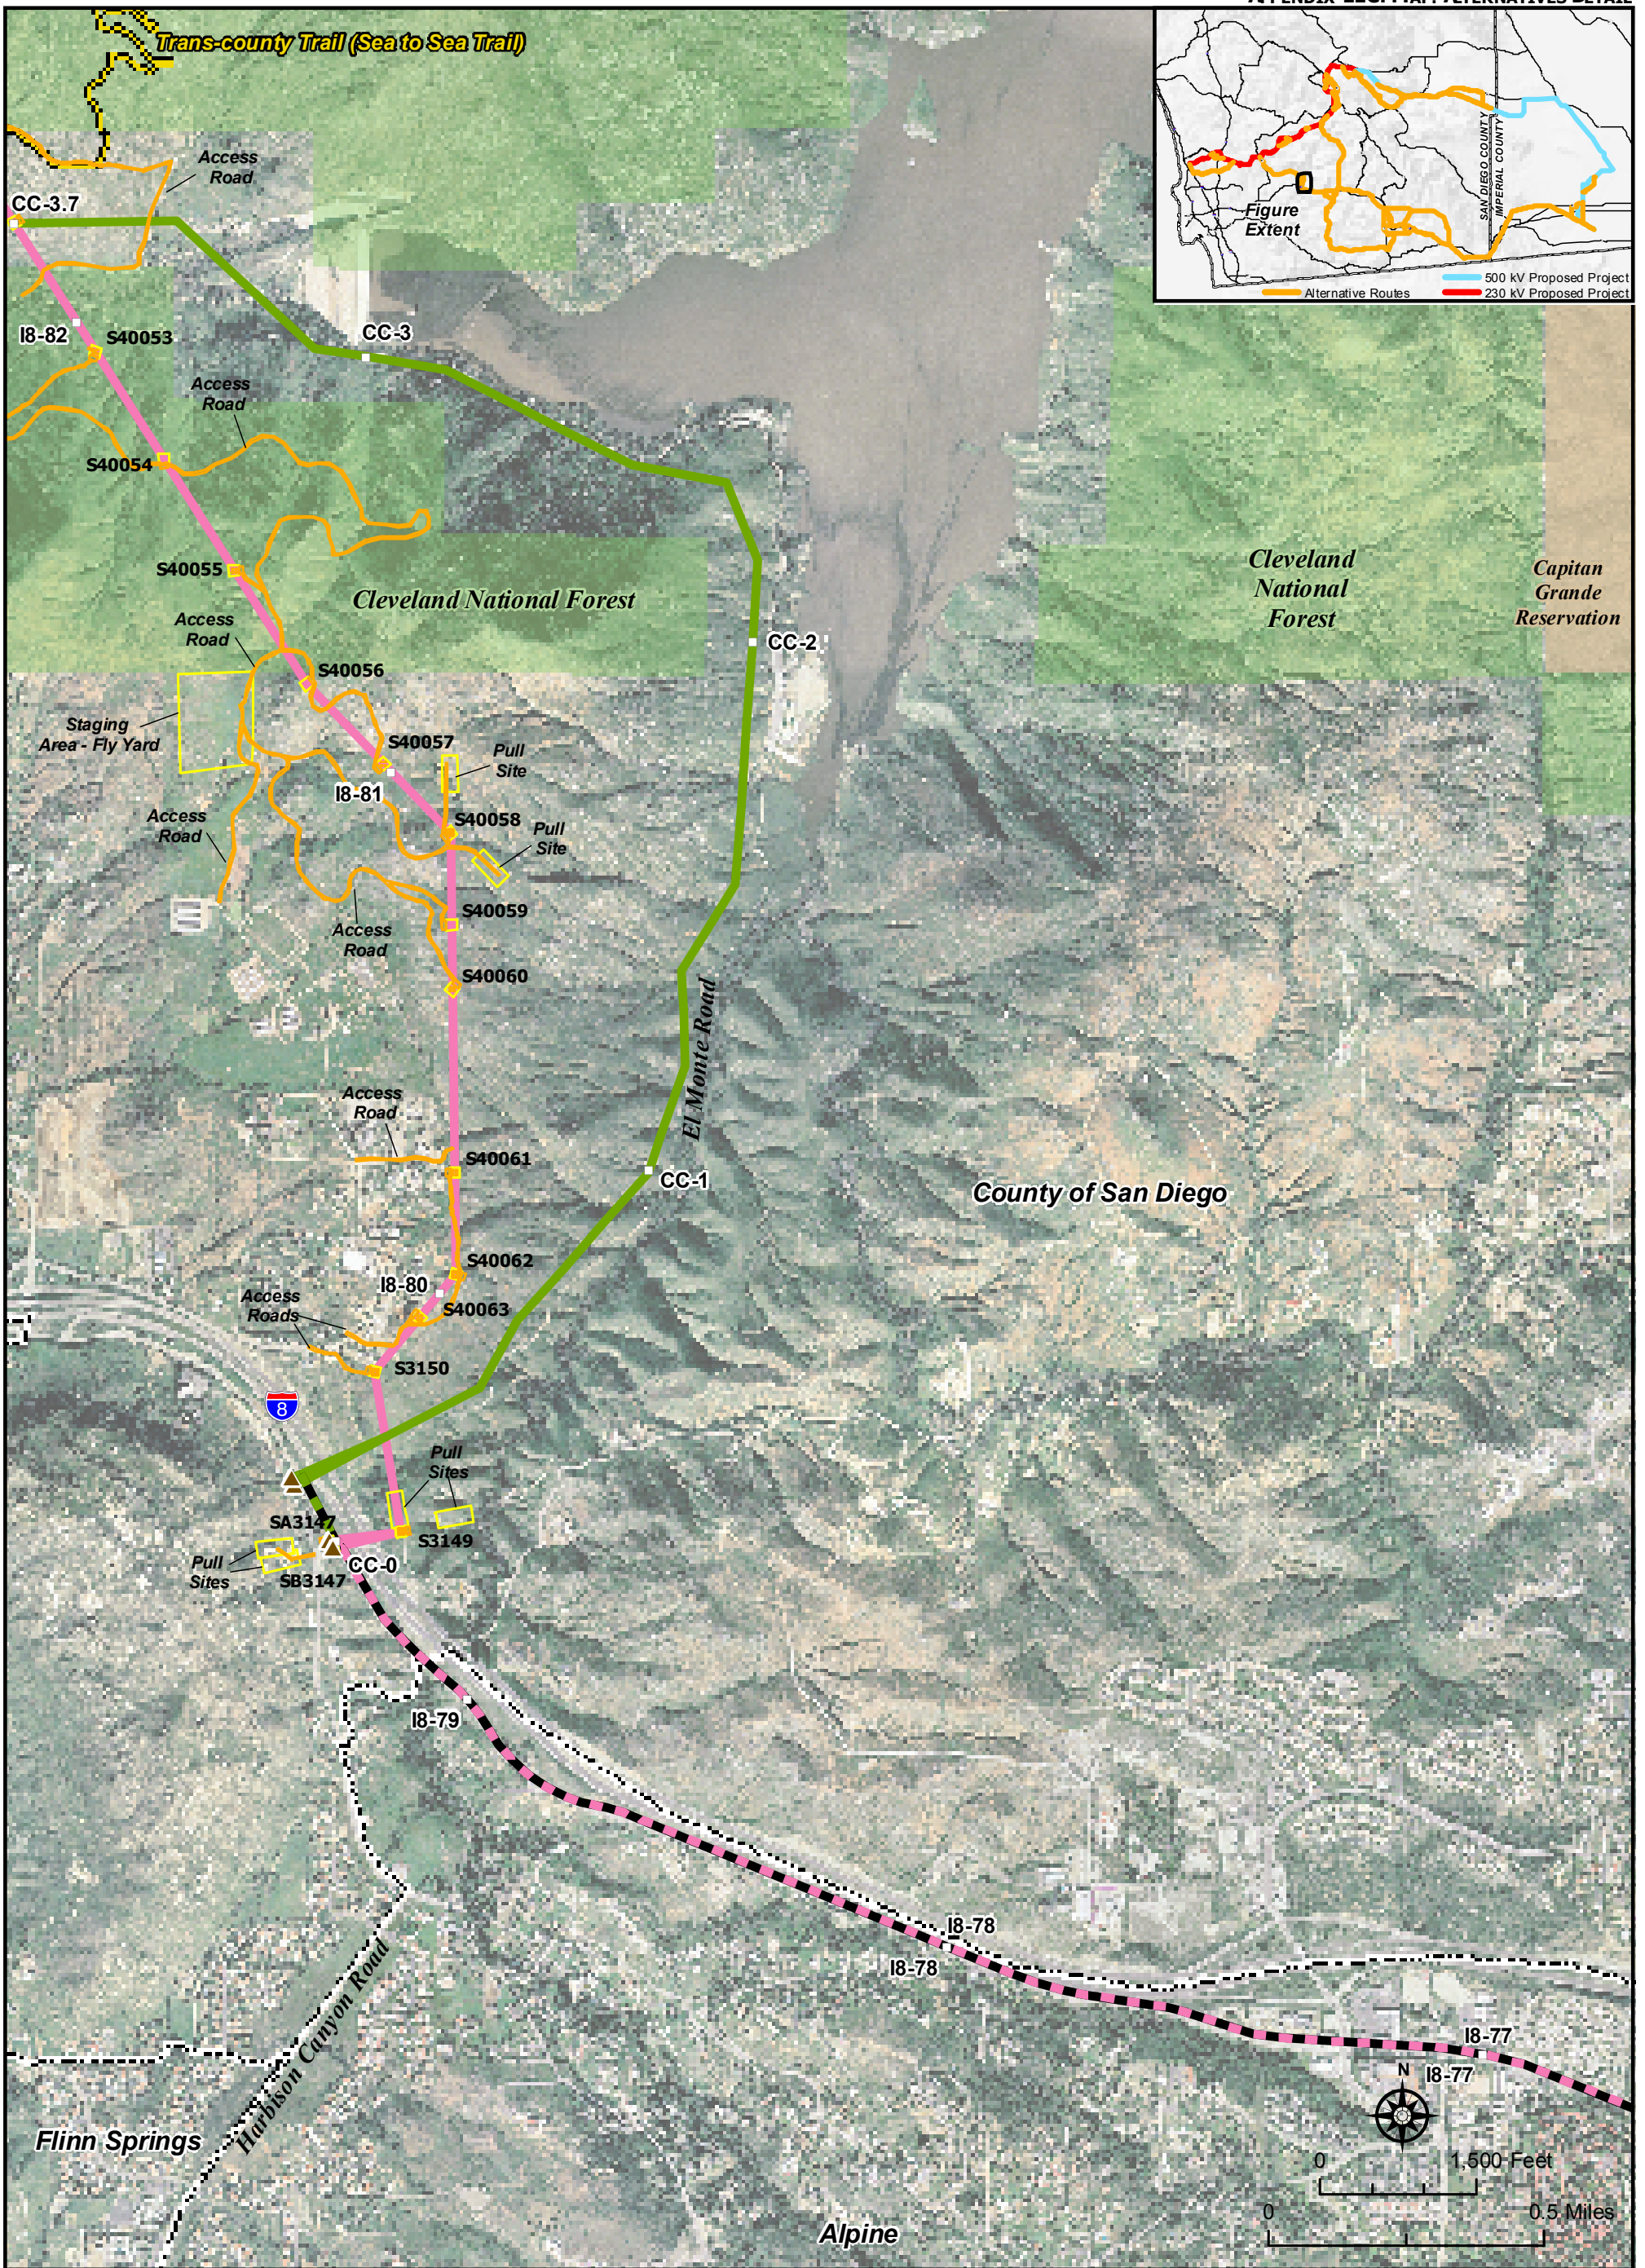 APPENDIX 11C. MAP: ALTERNATIVES DETAIL
Trans-county Trail (Sea to Sea Trail)
SAN DIEGO COUNTY
IMPERIAL COUNTY
Figure
Extent
500 kV Proposed Project
Alternative Routes
230 kV Proposed Project
Access
Road
CC-3.7
I8-82
S40053
CC-3
Access
Road
S40054
S40055
Cleveland National Forest
Cleveland
National
Forest
Capitan
Grande
Reservation
Access
Road
CC-2
S40056
Staging
Area - Fly Yard
S40057
Pull
Site
I8-81
Access
Road
S40058
Pull
Site
S40059
Access
Road
S40060
El Monte Road
Access
Road
S40061
CC-1
County of San Diego
S40062
I8-80
Access
Roads
S40063
S3150
8
Pull
Sites
SA3147
S3149
CC-0
Pull
Sites
SB3147
I8-79
I8-78
I8-78
I8-77
I8-77
N
Harbison Canyon Road
Flinn Springs
0
1,500 Feet
0
0.5 Miles
Alpine